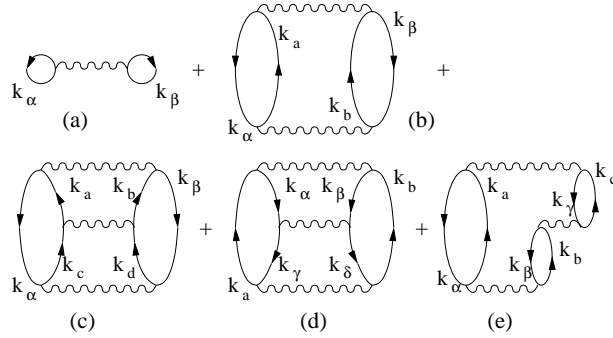 k_α k_β
(a)
+
k_a k_β
k_α k_b
(b)
+
k_a k_b k_β
k_c k_d
k_α
(c)
+
k_α k_β k_b
k_γ k_δ
k_a
(d)
+
k_a k_γ k_c
k_β k_b
k_α
(e)